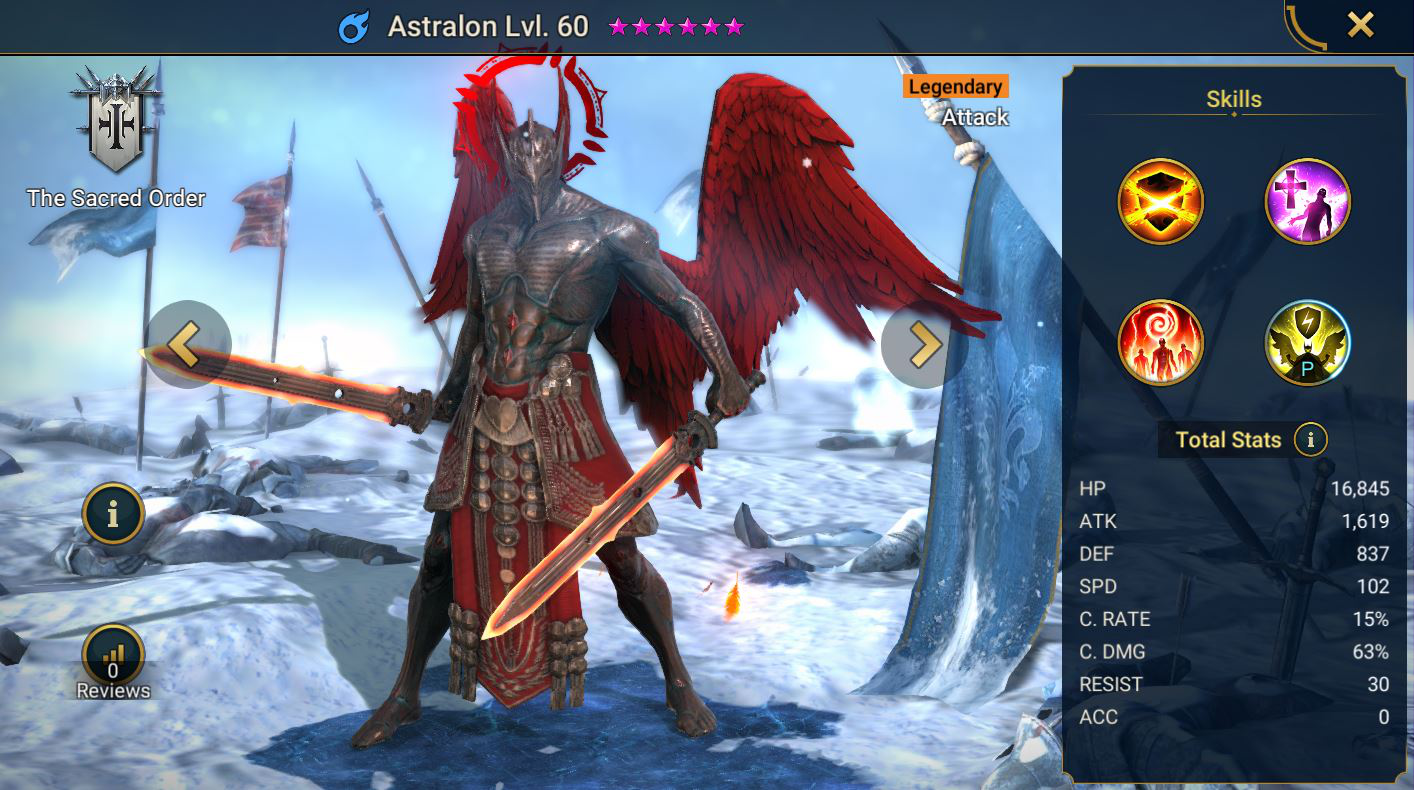 Astralon Lvl. 60
The Sacred Order
Legendary
Attack
0
Reviews
Skills
P
Total Stats
HP 16,845
ATK 1,619
DEF 837
SPD 102
C. RATE 15%
C. DMG 63%
RESIST 30
ACC 0